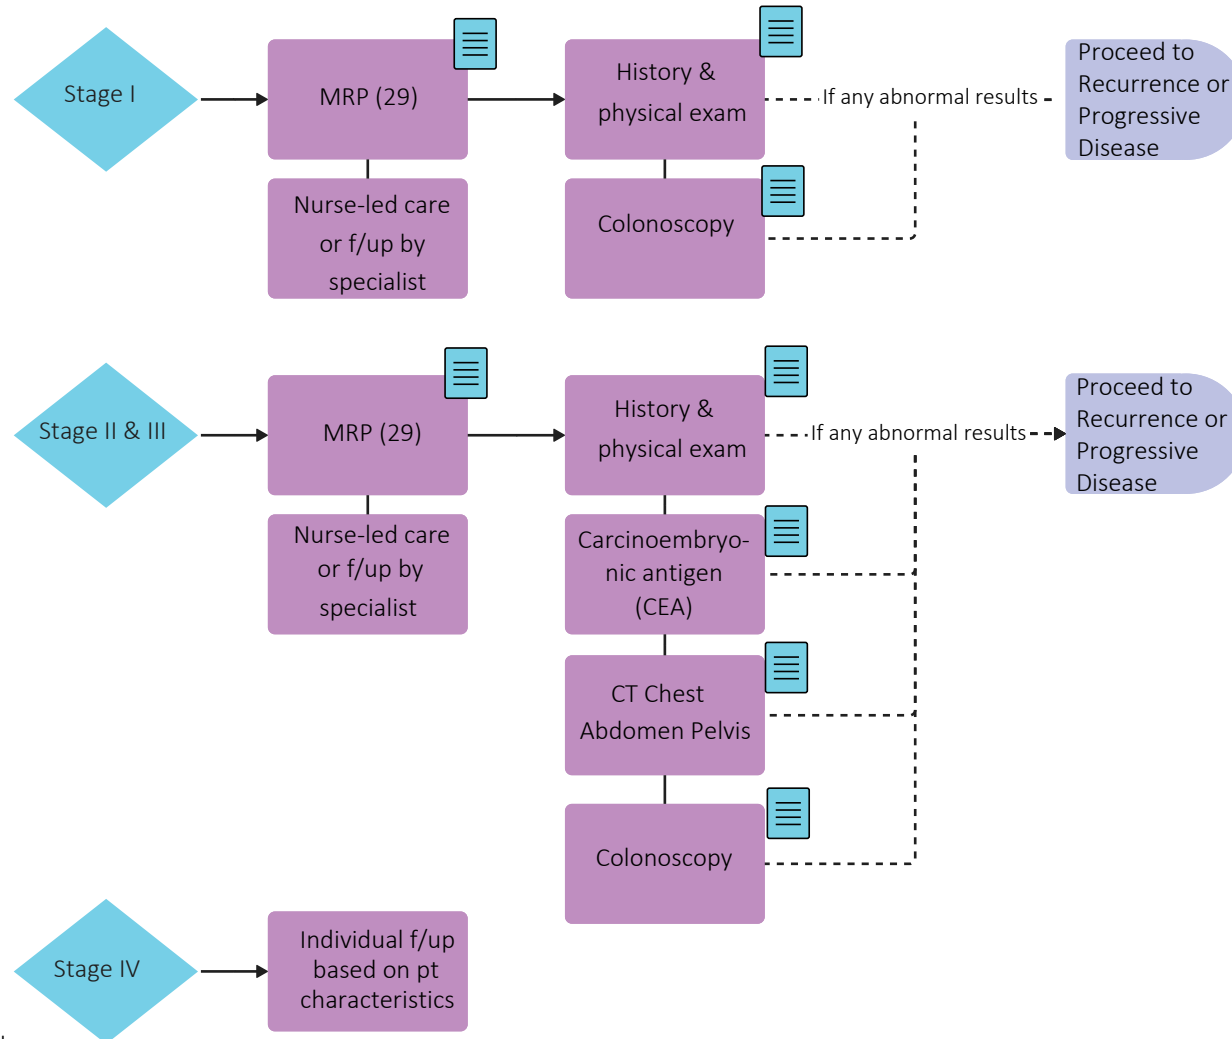 Stage I
MRP (29)
Nurse-led care
or f/up by
specialist
History &
physical exam
Colonoscopy
If any abnormal results
Proceed to
Recurrence or
Progressive
Disease
Stage II & III
MRP (29)
Nurse-led care
or f/up by
specialist
History &
physical exam
Carcinoembryo-
nic antigen
(CEA)
CT Chest
Abdomen Pelvis
Colonoscopy
If any abnormal results
Proceed to
Recurrence or
Progressive
Disease
Stage IV
Individual f/up
based on pt
characteristics